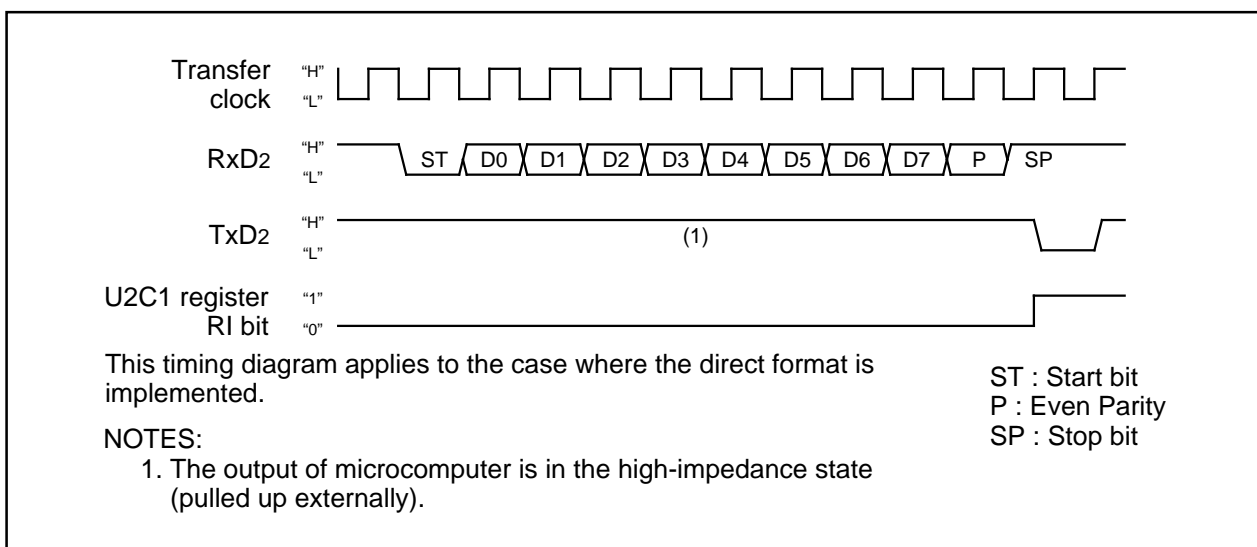 Transfer clock "H" "L"
RxD2 "H" "L" ST D0 D1 D2 D3 D4 D5 D6 D7 P SP
TxD2 "H" "L" (1)
U2C1 register RI bit "1" "0"
This timing diagram applies to the case where the direct format is
implemented.
ST : Start bit
P : Even Parity
SP : Stop bit
NOTES:
1. The output of microcomputer is in the high-impedance state
(pulled up externally).